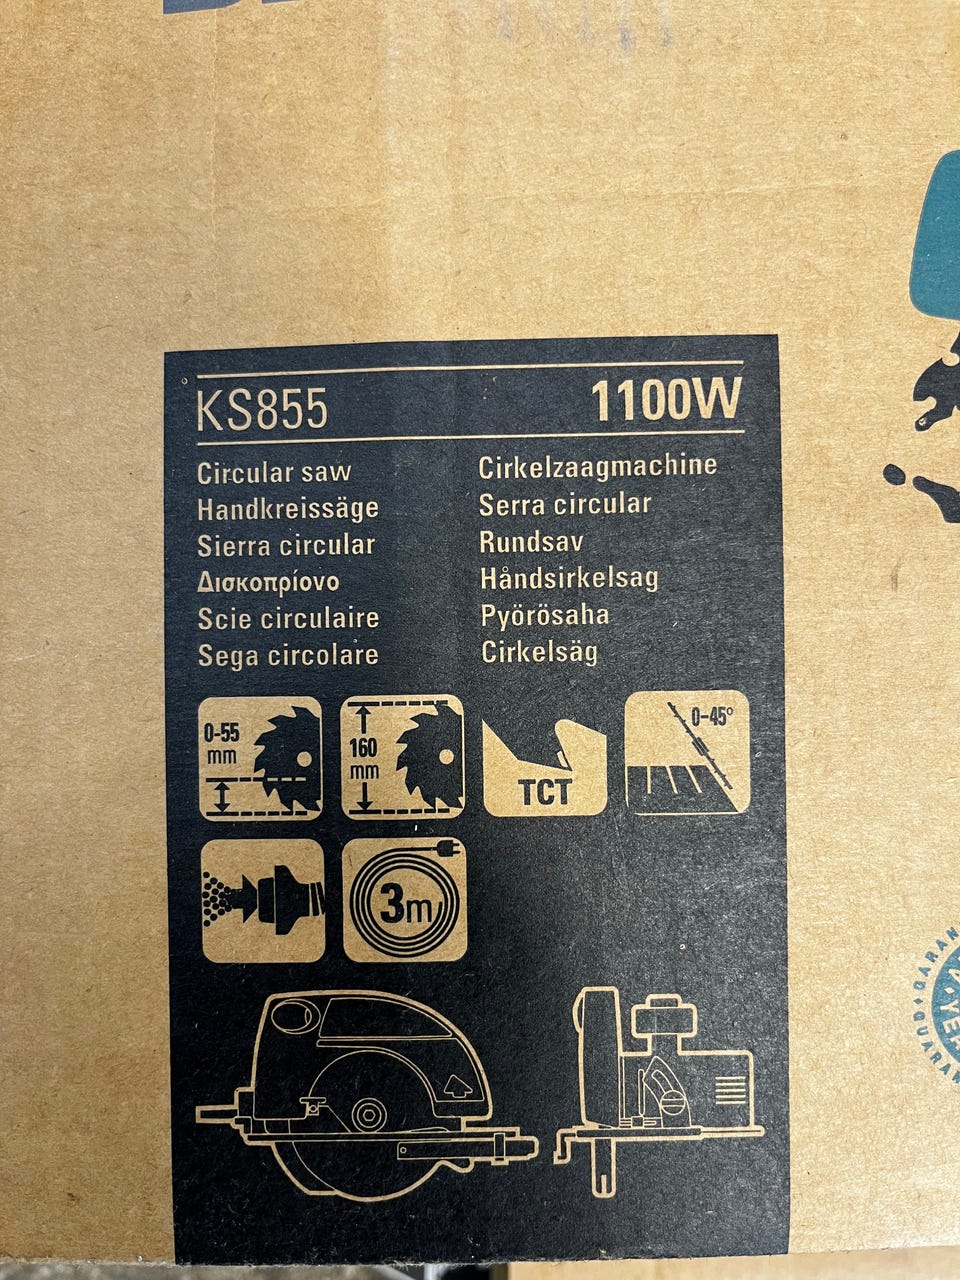 KS855 1100W
Circular saw
Handkreissäge
Sierra circular
Δισκοπρίονο
Scie circulaire
Sega circolare
Cirkelzaagmachine
Serra circular
Rundsav
Håndsirkelsag
Pyörösaha
Cirkelsåg
0-55
mm
160
mm
TCT
0-45°
3m